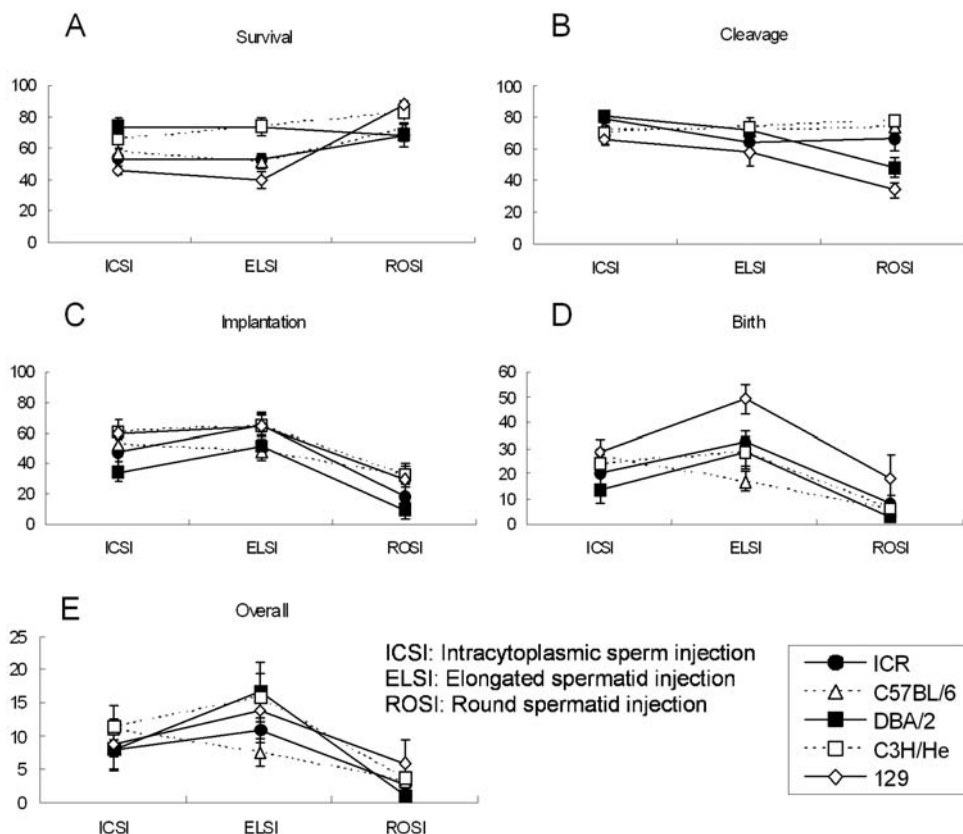 A
Survival
100
80
60
40
20
0
ICSI ELSI ROSI
B
Cleavage
100
80
60
40
20
0
ICSI ELSI ROSI
C
Implantation
100
80
60
40
20
0
ICSI ELSI ROSI
D
Birth
60
50
40
30
20
10
0
ICSI ELSI ROSI
E
Overall
25
20
15
10
5
0
ICSI ELSI ROSI
ICSI: Intracytoplasmic sperm injection
ELSI: Elongated spermatid injection
ROSI: Round spermatid injection
ICR
C57BL/6
DBA/2
C3H/He
129